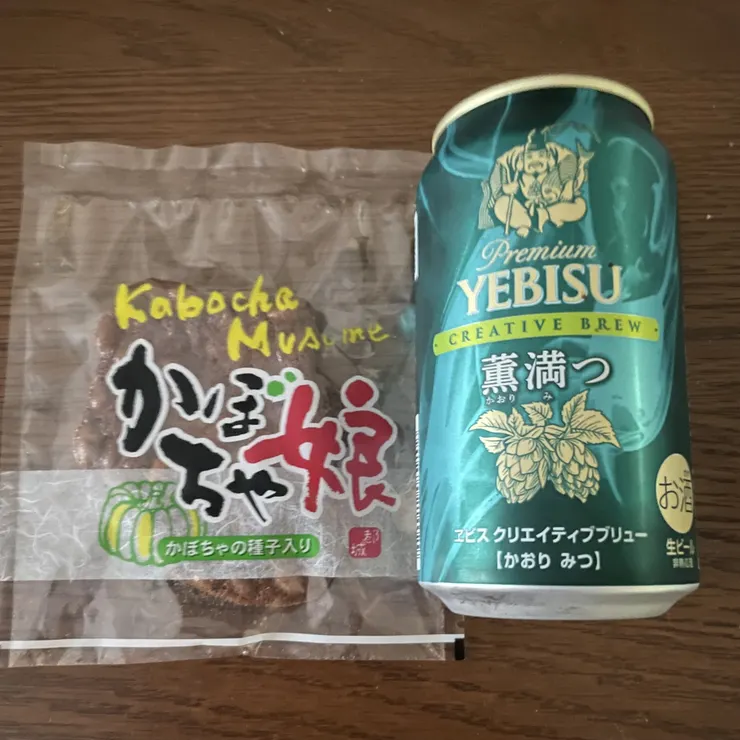 Kabocha
Musume
かぼちゃ娘
かぼちゃの種子入り
Premium
YEBISU
CREATIVE BREW
薫満つ
かおり み
ヱビス クリエイティブブリュー
【かおり みつ】
お酒
生ビール